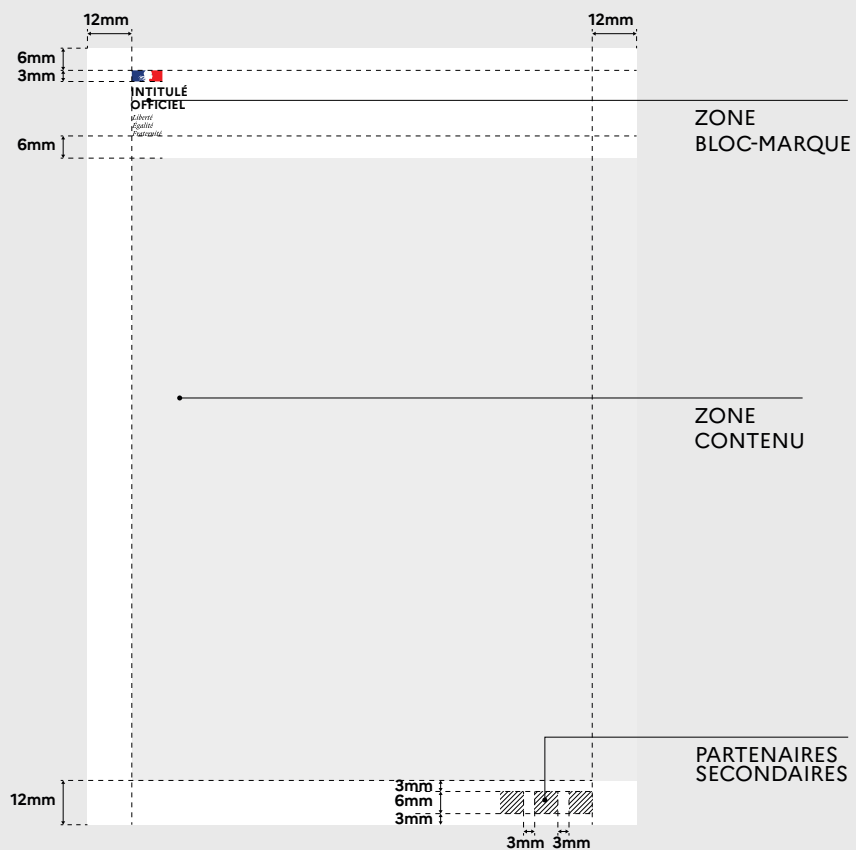 12mm
12mm
6mm
3mm
INTITULÉ
OFFICIEL
Liberté
Égalité
Fraternité
6mm
ZONE
BLOC-MARQUE
ZONE
CONTENU
PARTENAIRES
SECONDAIRES
12mm
3mm
6mm
3mm
3mm 3mm